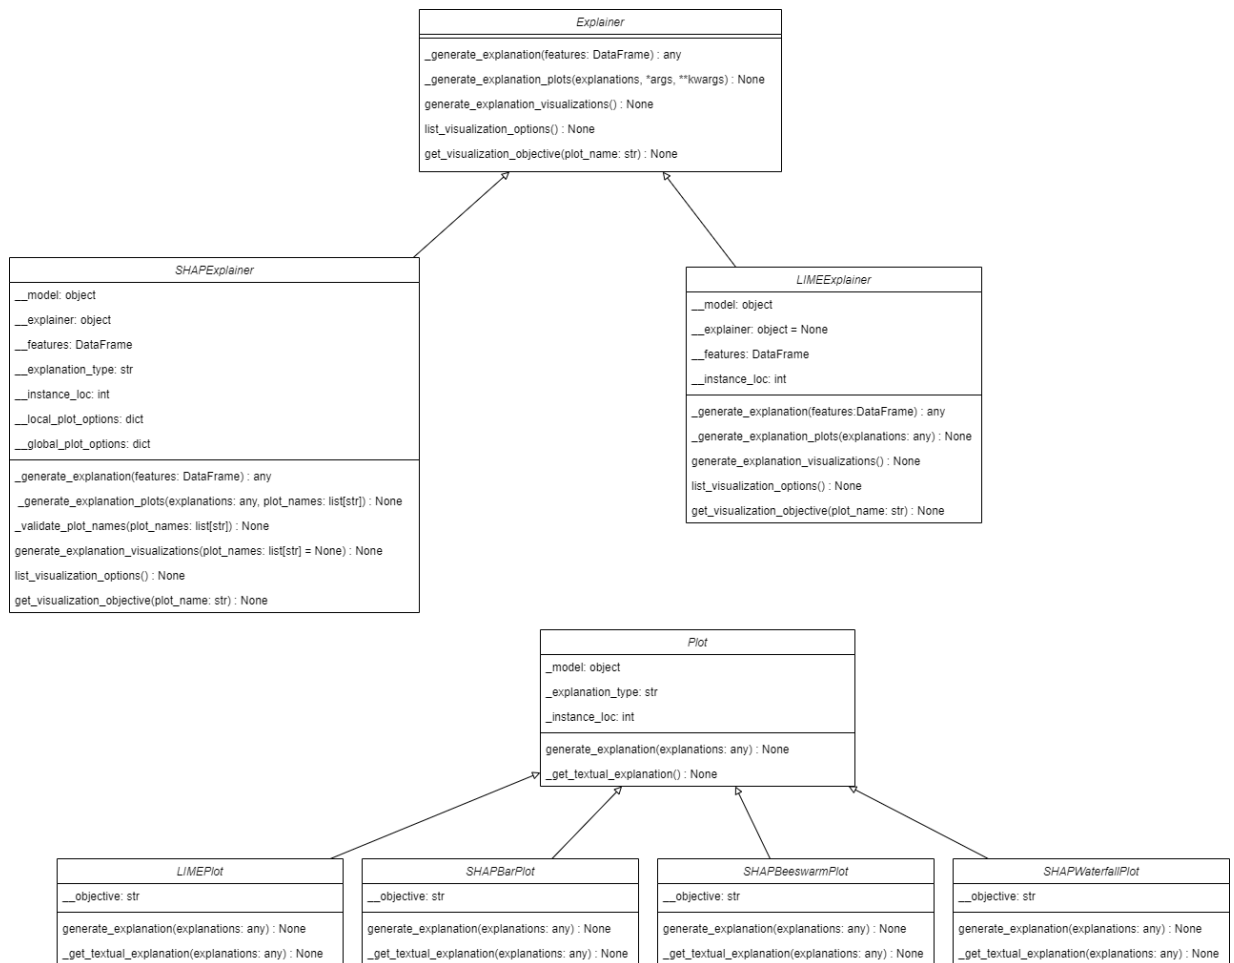 Explainer
_generate_explanation(features: DataFrame) : any
_generate_explanation_plots(explanations, *args, **kwargs) : None
generate_explanation_visualizations() : None
list_visualization_options() : None
get_visualization_objective(plot_name: str) : None
SHAPExplainer
__model: object
__explainer: object
__features: DataFrame
__explanation_type: str
__instance_loc: int
__local_plot_options: dict
__global_plot_options: dict
_generate_explanation(features: DataFrame) : any
_generate_explanation_plots(explanations: any, plot_names: list[str]) : None
_validate_plot_names(plot_names: list[str]) : None
generate_explanation_visualizations(plot_names: list[str] = None) : None
list_visualization_options() : None
get_visualization_objective(plot_name: str) : None
LIMEExplainer
__model: object
__explainer: object = None
__features: DataFrame
__instance_loc: int
_generate_explanation(features:DataFrame) : any
_generate_explanation_plots(explanations: any) : None
generate_explanation_visualizations() : None
list_visualization_options() : None
get_visualization_objective(plot_name: str) : None
Plot
_model: object
_explanation_type: str
_instance_loc: int
generate_explanation(explanations: any) : None
_get_textual_explanation() : None
LIMEPlot
__objective: str
generate_explanation(explanations: any) : None
_get_textual_explanation(explanations: any) : None
SHAPBarPlot
__objective: str
generate_explanation(explanations: any) : None
_get_textual_explanation(explanations: any) : None
SHAPBeeswarmPlot
__objective: str
generate_explanation(explanations: any) : None
_get_textual_explanation(explanations: any) : None
SHAPWaterfallPlot
__objective: str
generate_explanation(explanations: any) : None
_get_textual_explanation(explanations: any) : None